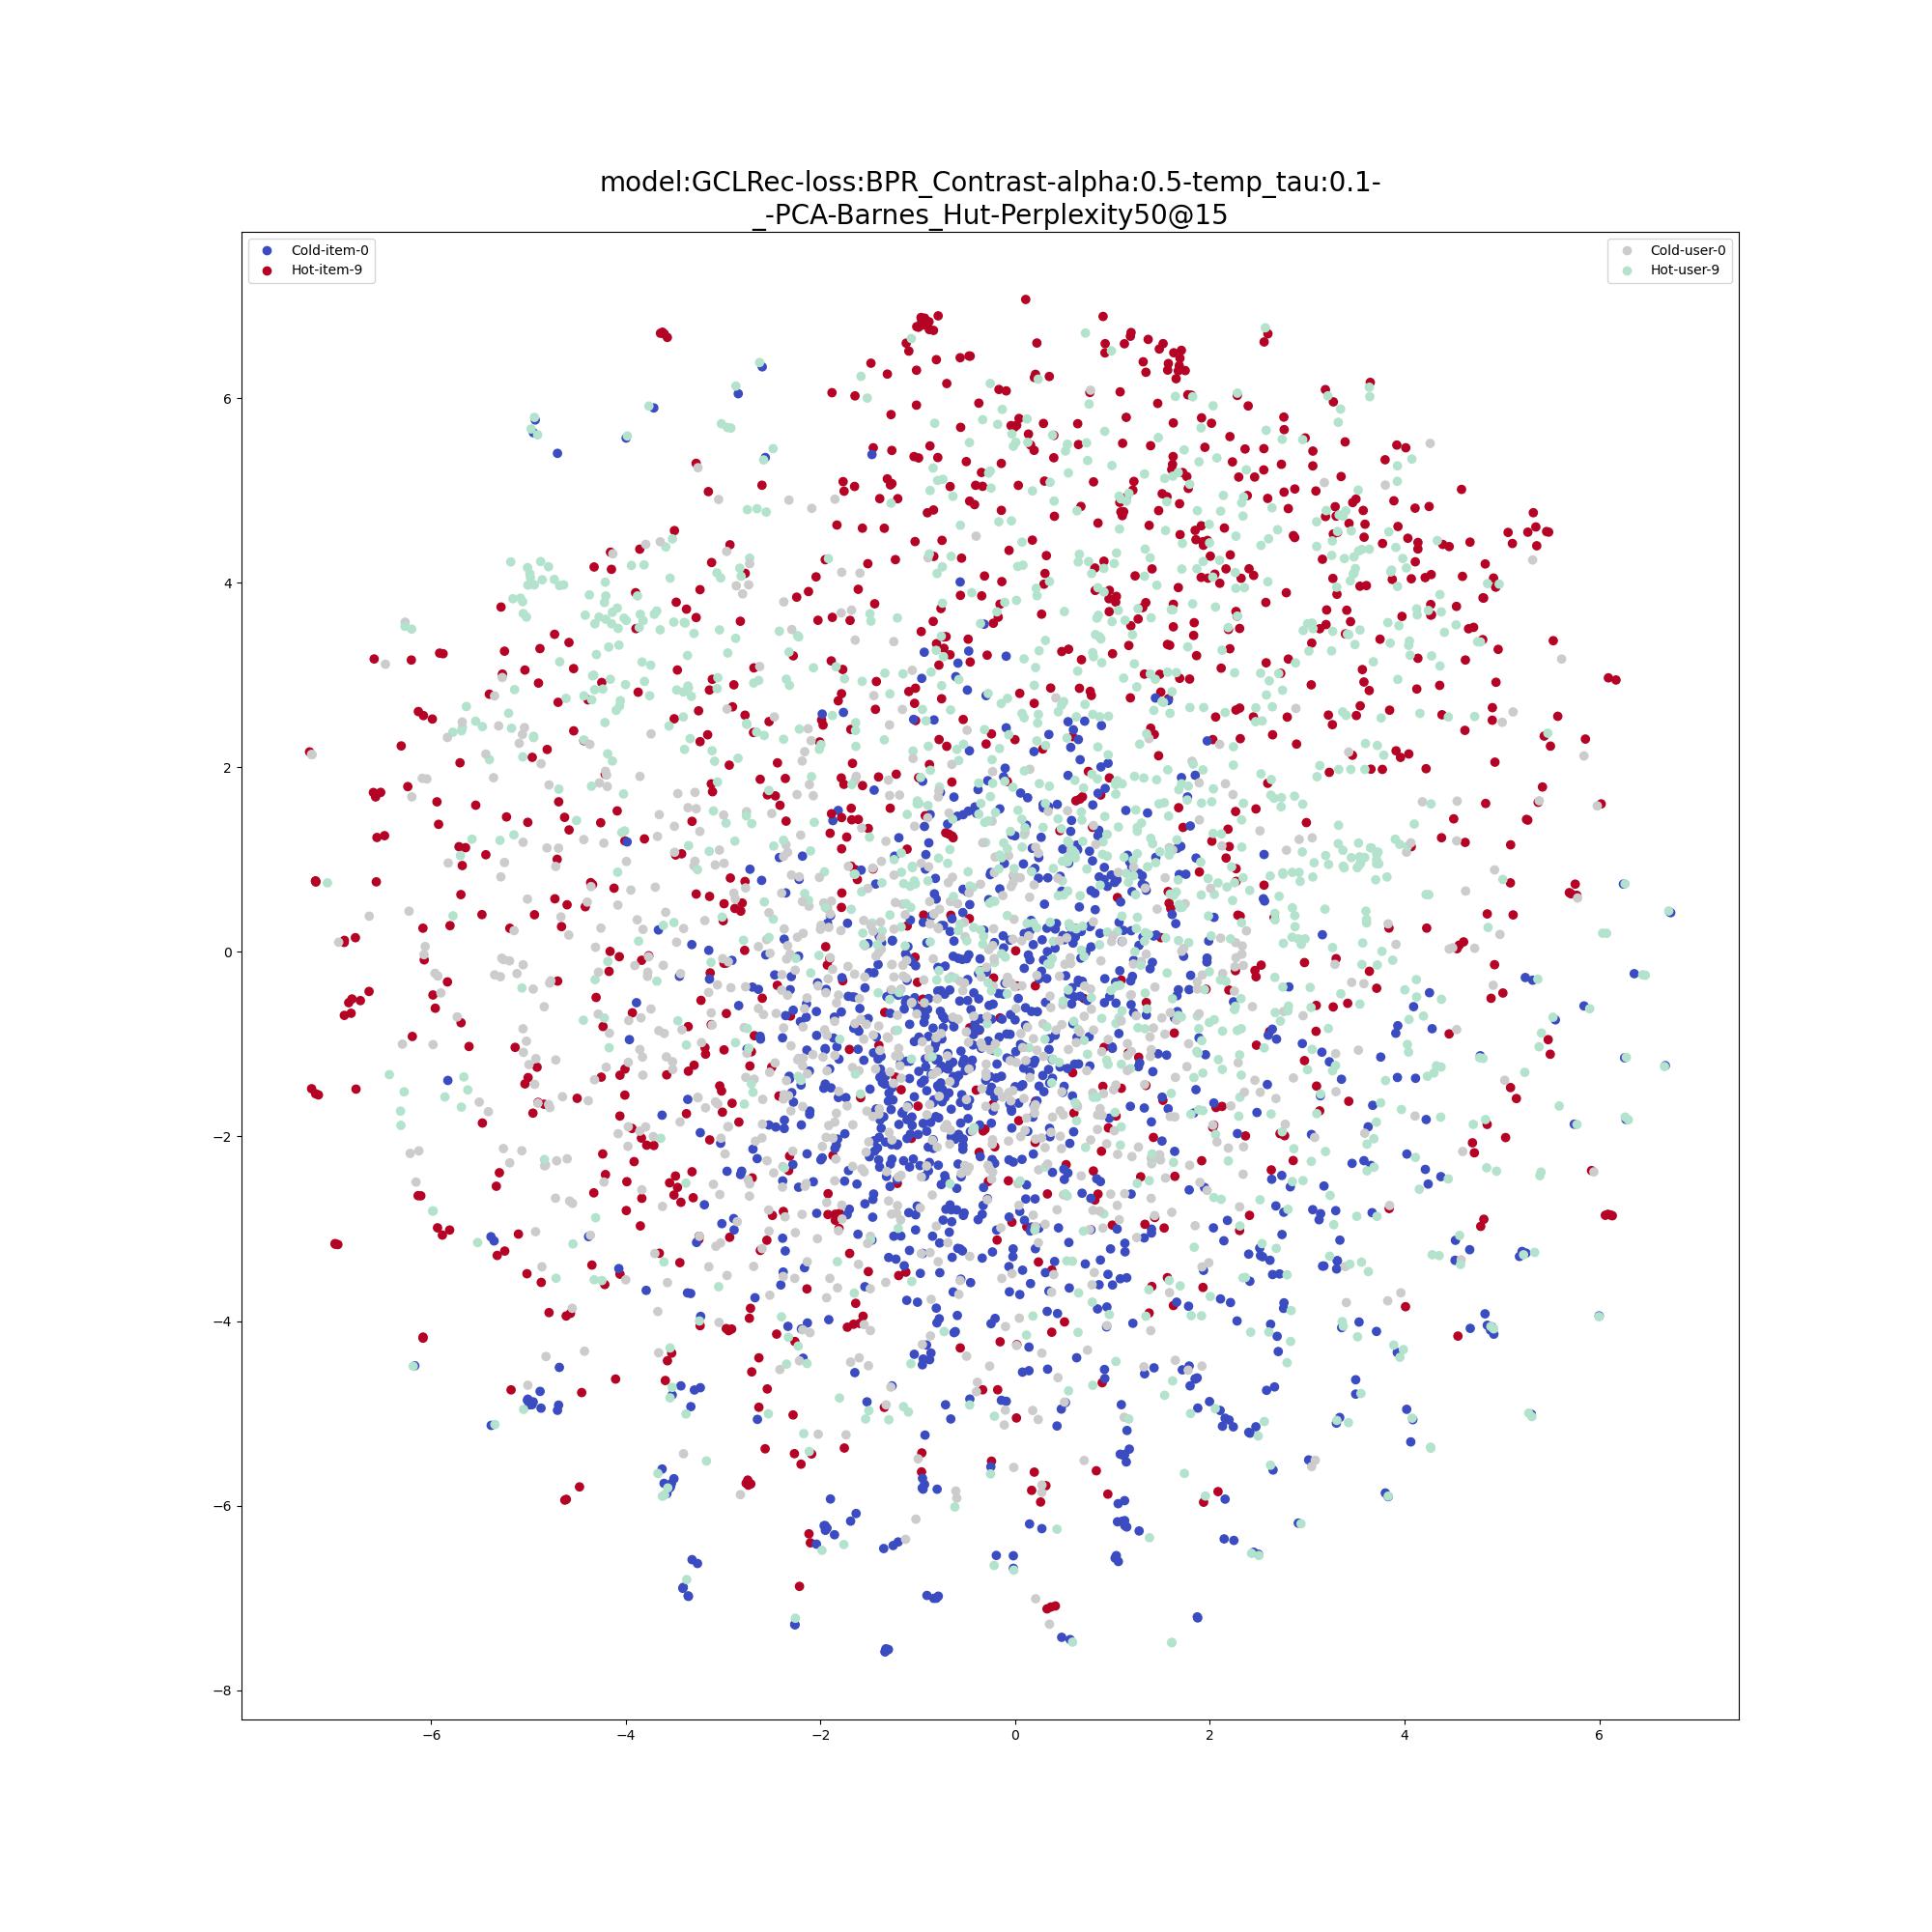 model:GCLRec-loss:BPR_Contrast-alpha:0.5-temp_tau:0.1-
_-PCA-Barnes_Hut-Perplexity50@15
Cold-item-0
Hot-item-9
Cold-user-0
Hot-user-9
6
4
2
0
−2
−4
−6
−8
−6
−4
−2
0
2
4
6